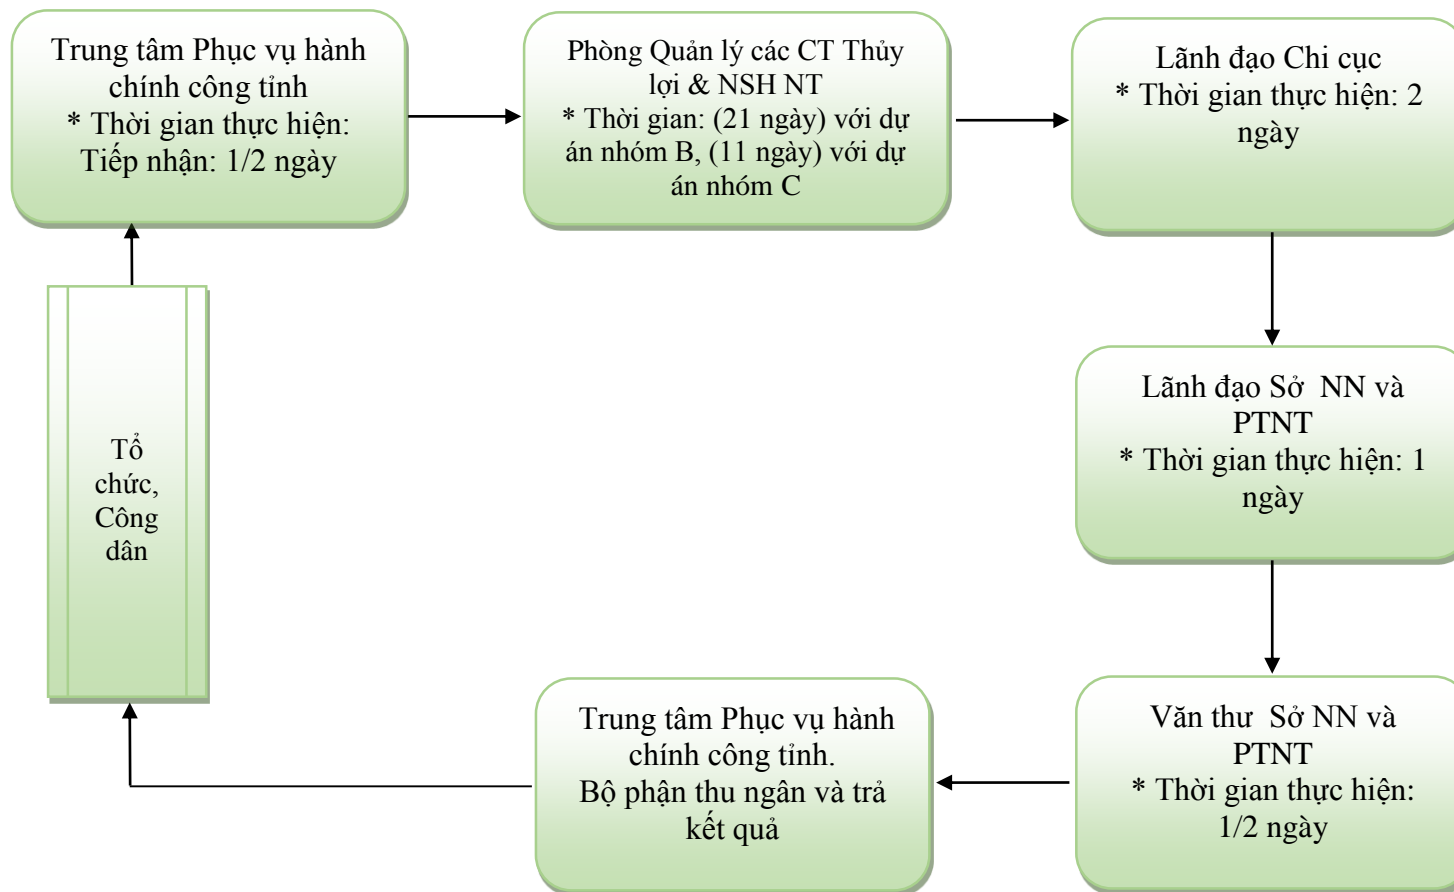 Trung tâm Phục vụ hành
chính công tỉnh
* Thời gian thực hiện:
Tiếp nhận: 1/2 ngày
Phòng Quản lý các CT Thủy
lợi & NSH NT
* Thời gian: (21 ngày) với dự
án nhóm B, (11 ngày) với dự
án nhóm C
Lãnh đạo Chi cục
* Thời gian thực hiện: 2
ngày
Lãnh đạo Sở NN và
PTNT
* Thời gian thực hiện: 1
ngày
Văn thư Sở NN và
PTNT
* Thời gian thực hiện:
1/2 ngày
Trung tâm Phục vụ hành
chính công tỉnh.
Bộ phận thu ngân và trả
kết quả
Tổ
chức,
Công
dân